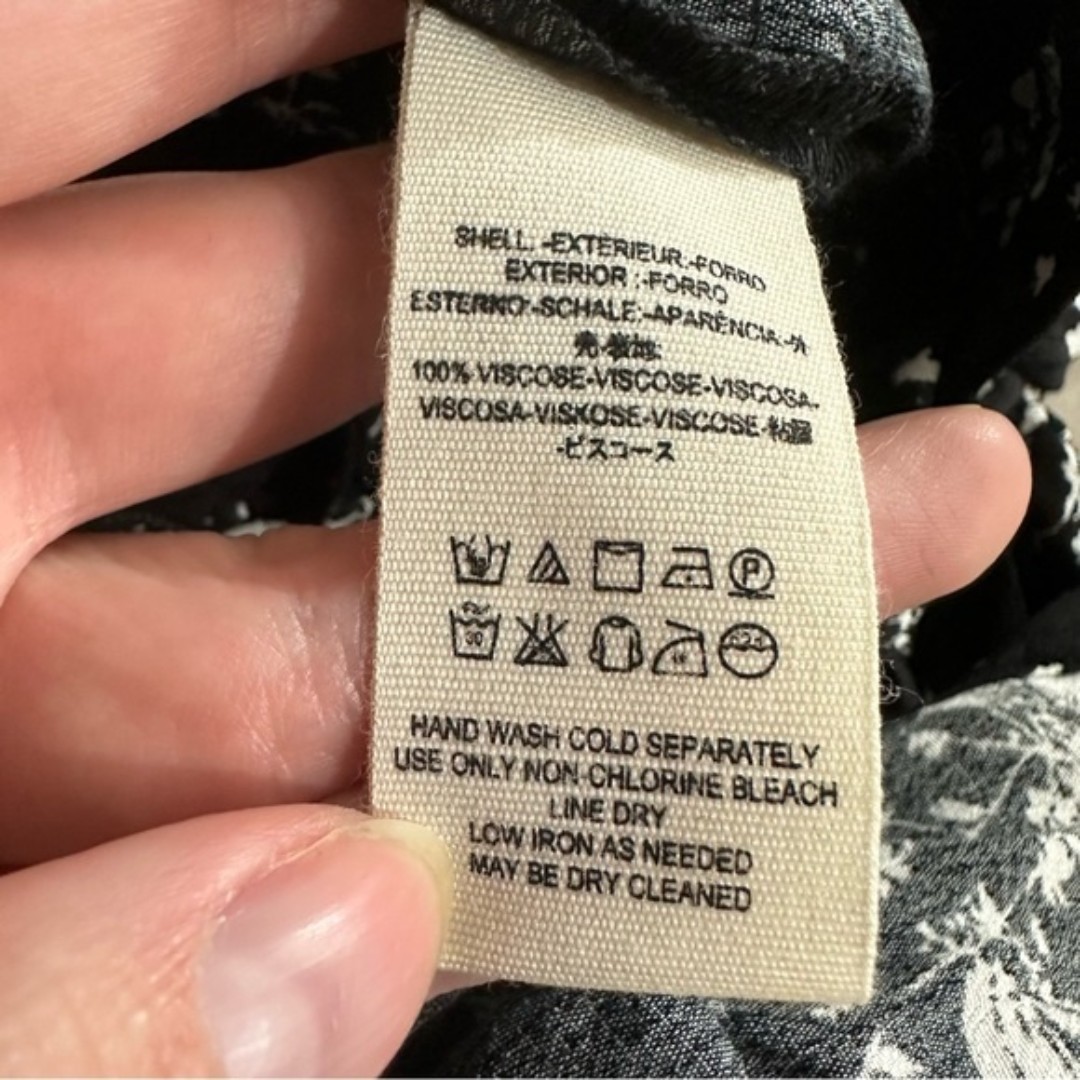 SHELL: -EXTERIEUR-FORRO
EXTERIOR :-FORRO
ESTERNO-SCHALE:-APARÊNCIA-外
売-表地:
100% VISCOSE-VISCOSE-VISCOSA-
VISCOSA-VISKOSE-VISCOSE-粘胶
-ビスコース
30
HAND WASH COLD SEPARATELY
USE ONLY NON-CHLORINE BLEACH
LINE DRY
LOW IRON AS NEEDED
MAY BE DRY CLEANED